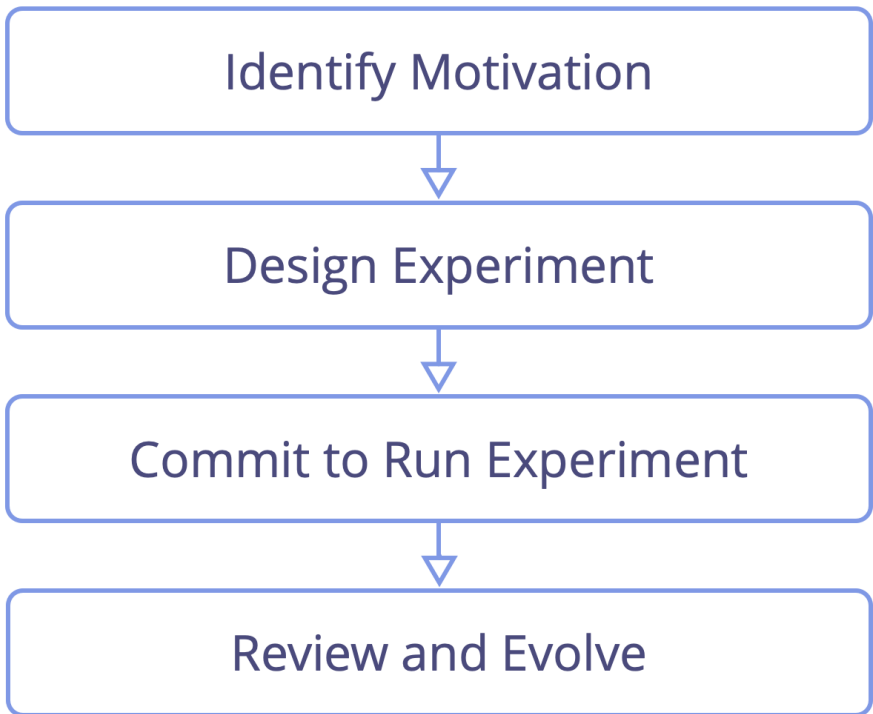 Identify Motivation
Design Experiment
Commit to Run Experiment
Review and Evolve